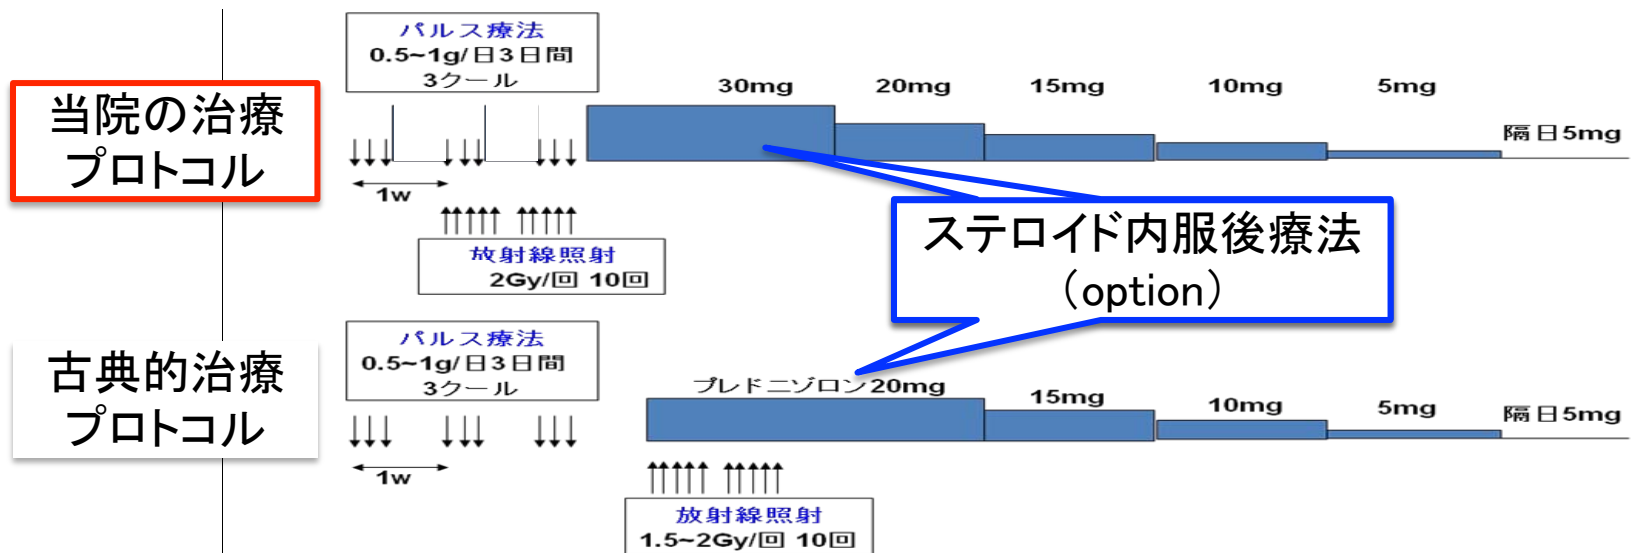 当院の治療
プロトコル
パルス療法
0.5~1g/日3日間
3クール
1w
放射線照射
2Gy/回 10回
30mg
20mg
15mg
10mg
5mg
隔日5mg
ステロイド内服後療法
（option）
古典的治療
プロトコル
パルス療法
0.5~1g/日3日間
3クール
1w
放射線照射
1.5~2Gy/回 10回
プレドニゾロン20mg
15mg
10mg
5mg
隔日5mg